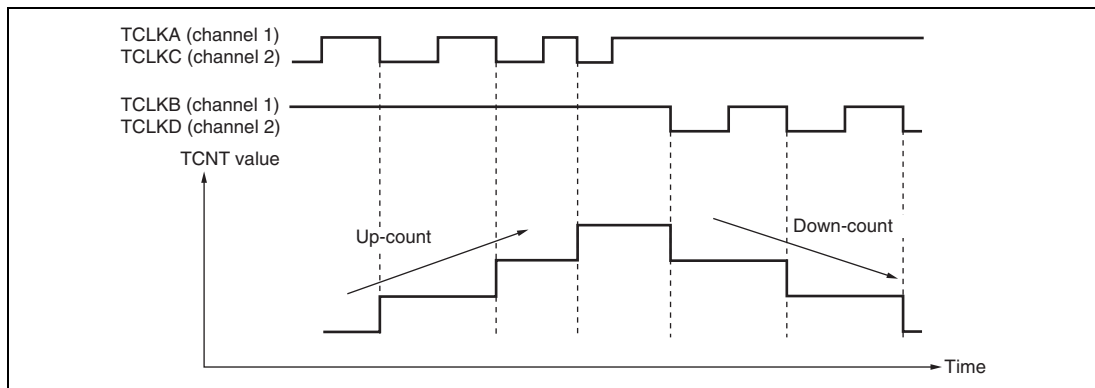 TCLKA (channel 1)
TCLKC (channel 2)
TCLKB (channel 1)
TCLKD (channel 2)
TCNT value
Up-count
Down-count
Time